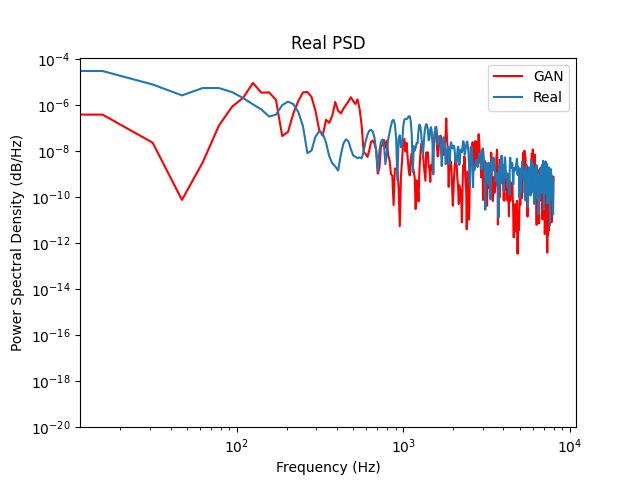 Real PSD
Power Spectral Density (dB/Hz)
10⁻⁴
10⁻⁶
10⁻⁸
10⁻¹⁰
10⁻¹²
10⁻¹⁴
10⁻¹⁶
10⁻¹⁸
10⁻²⁰
GAN
Real
10² 10³ 10⁴
Frequency (Hz)